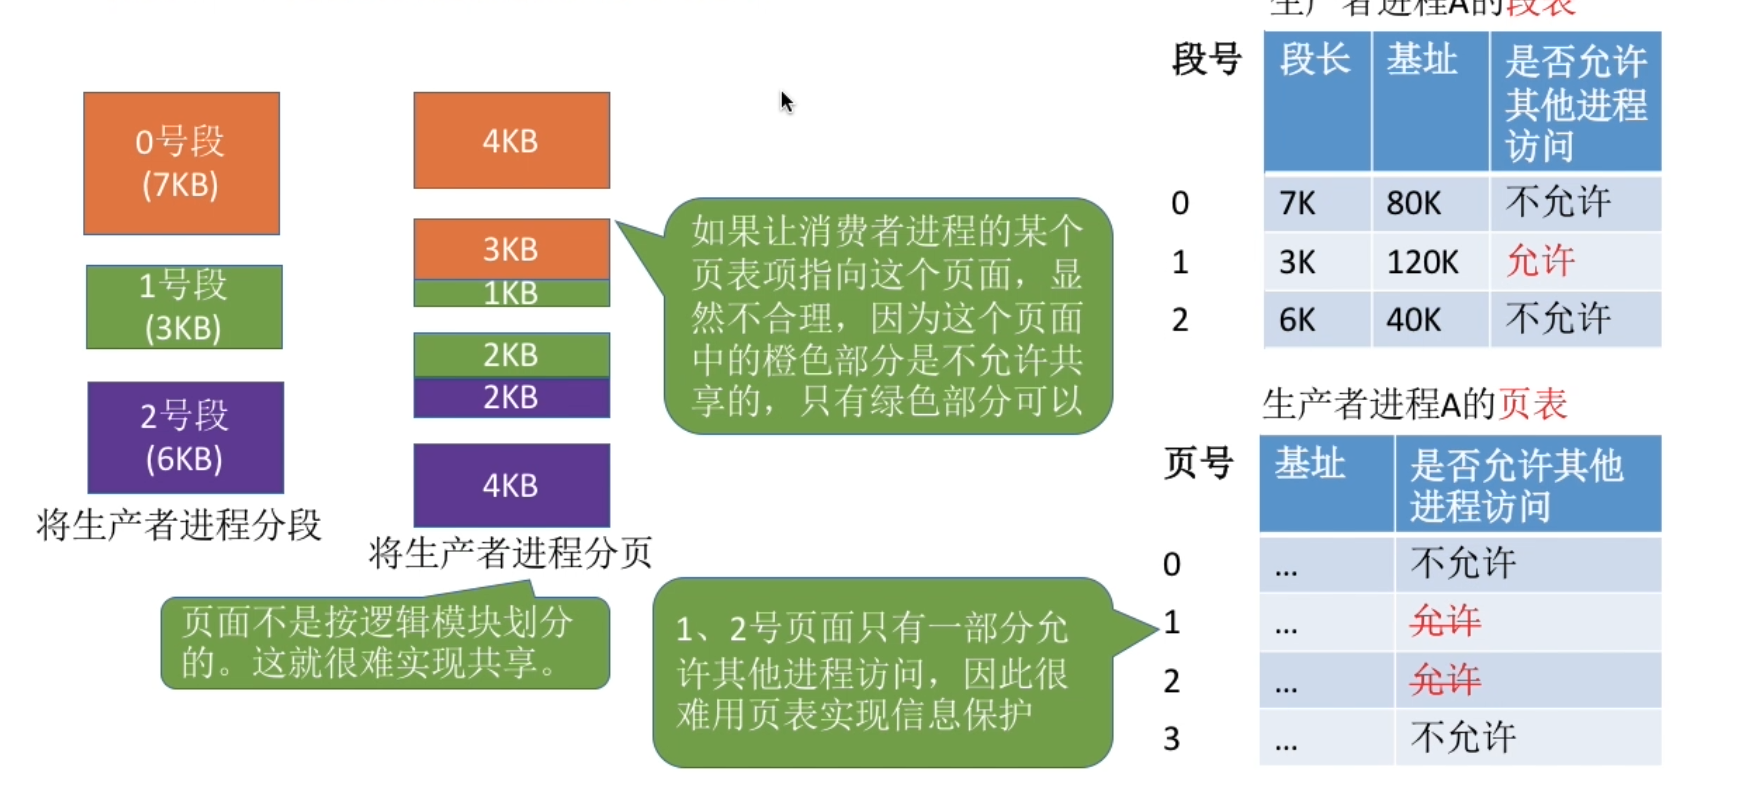 生产者进程A的段表
段号 段长 基址 是否允许
其他进程
访问
0 7K 80K 不允许
1 3K 120K 允许
2 6K 40K 不允许
0号段
(7KB)
1号段
(3KB)
2号段
(6KB)
将生产者进程分段
4KB
3KB
1KB
2KB
2KB
4KB
将生产者进程分页
如果让消费者进程的某个
页表项指向这个页面，显
然不合理，因为这个页面
中的橙色部分是不允许共
享的，只有绿色部分可以
页面不是按逻辑模块划分
的。这就很难实现共享。
1、2号页面只有一部分允
许其他进程访问，因此很
难用页表实现信息保护
生产者进程A的页表
页号 基址 是否允许其他
进程访问
0 ... 不允许
1 ... 允许
2 ... 允许
3 ... 不允许